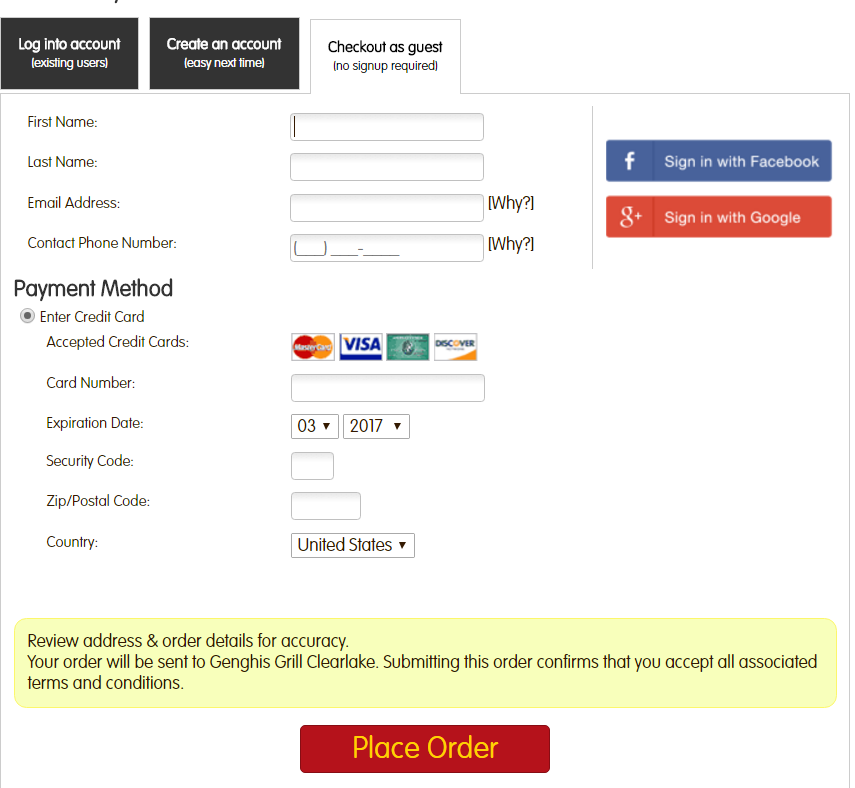 Log into account
(existing users)
Create an account
(easy next time)
Checkout as guest
(no signup required)
First Name:
Last Name:
Email Address:
[Why?]
Contact Phone Number:
(___) ___-____
[Why?]
f Sign in with Facebook
g+ Sign in with Google
Payment Method
Enter Credit Card
Accepted Credit Cards:
MasterCard
VISA
DISCOVER
Card Number:
Expiration Date:
03
2017
Security Code:
Zip/Postal Code:
Country:
United States
Review address & order details for accuracy.
Your order will be sent to Genghis Grill Clearlake. Submitting this order confirms that you accept all associated
terms and conditions.
Place Order